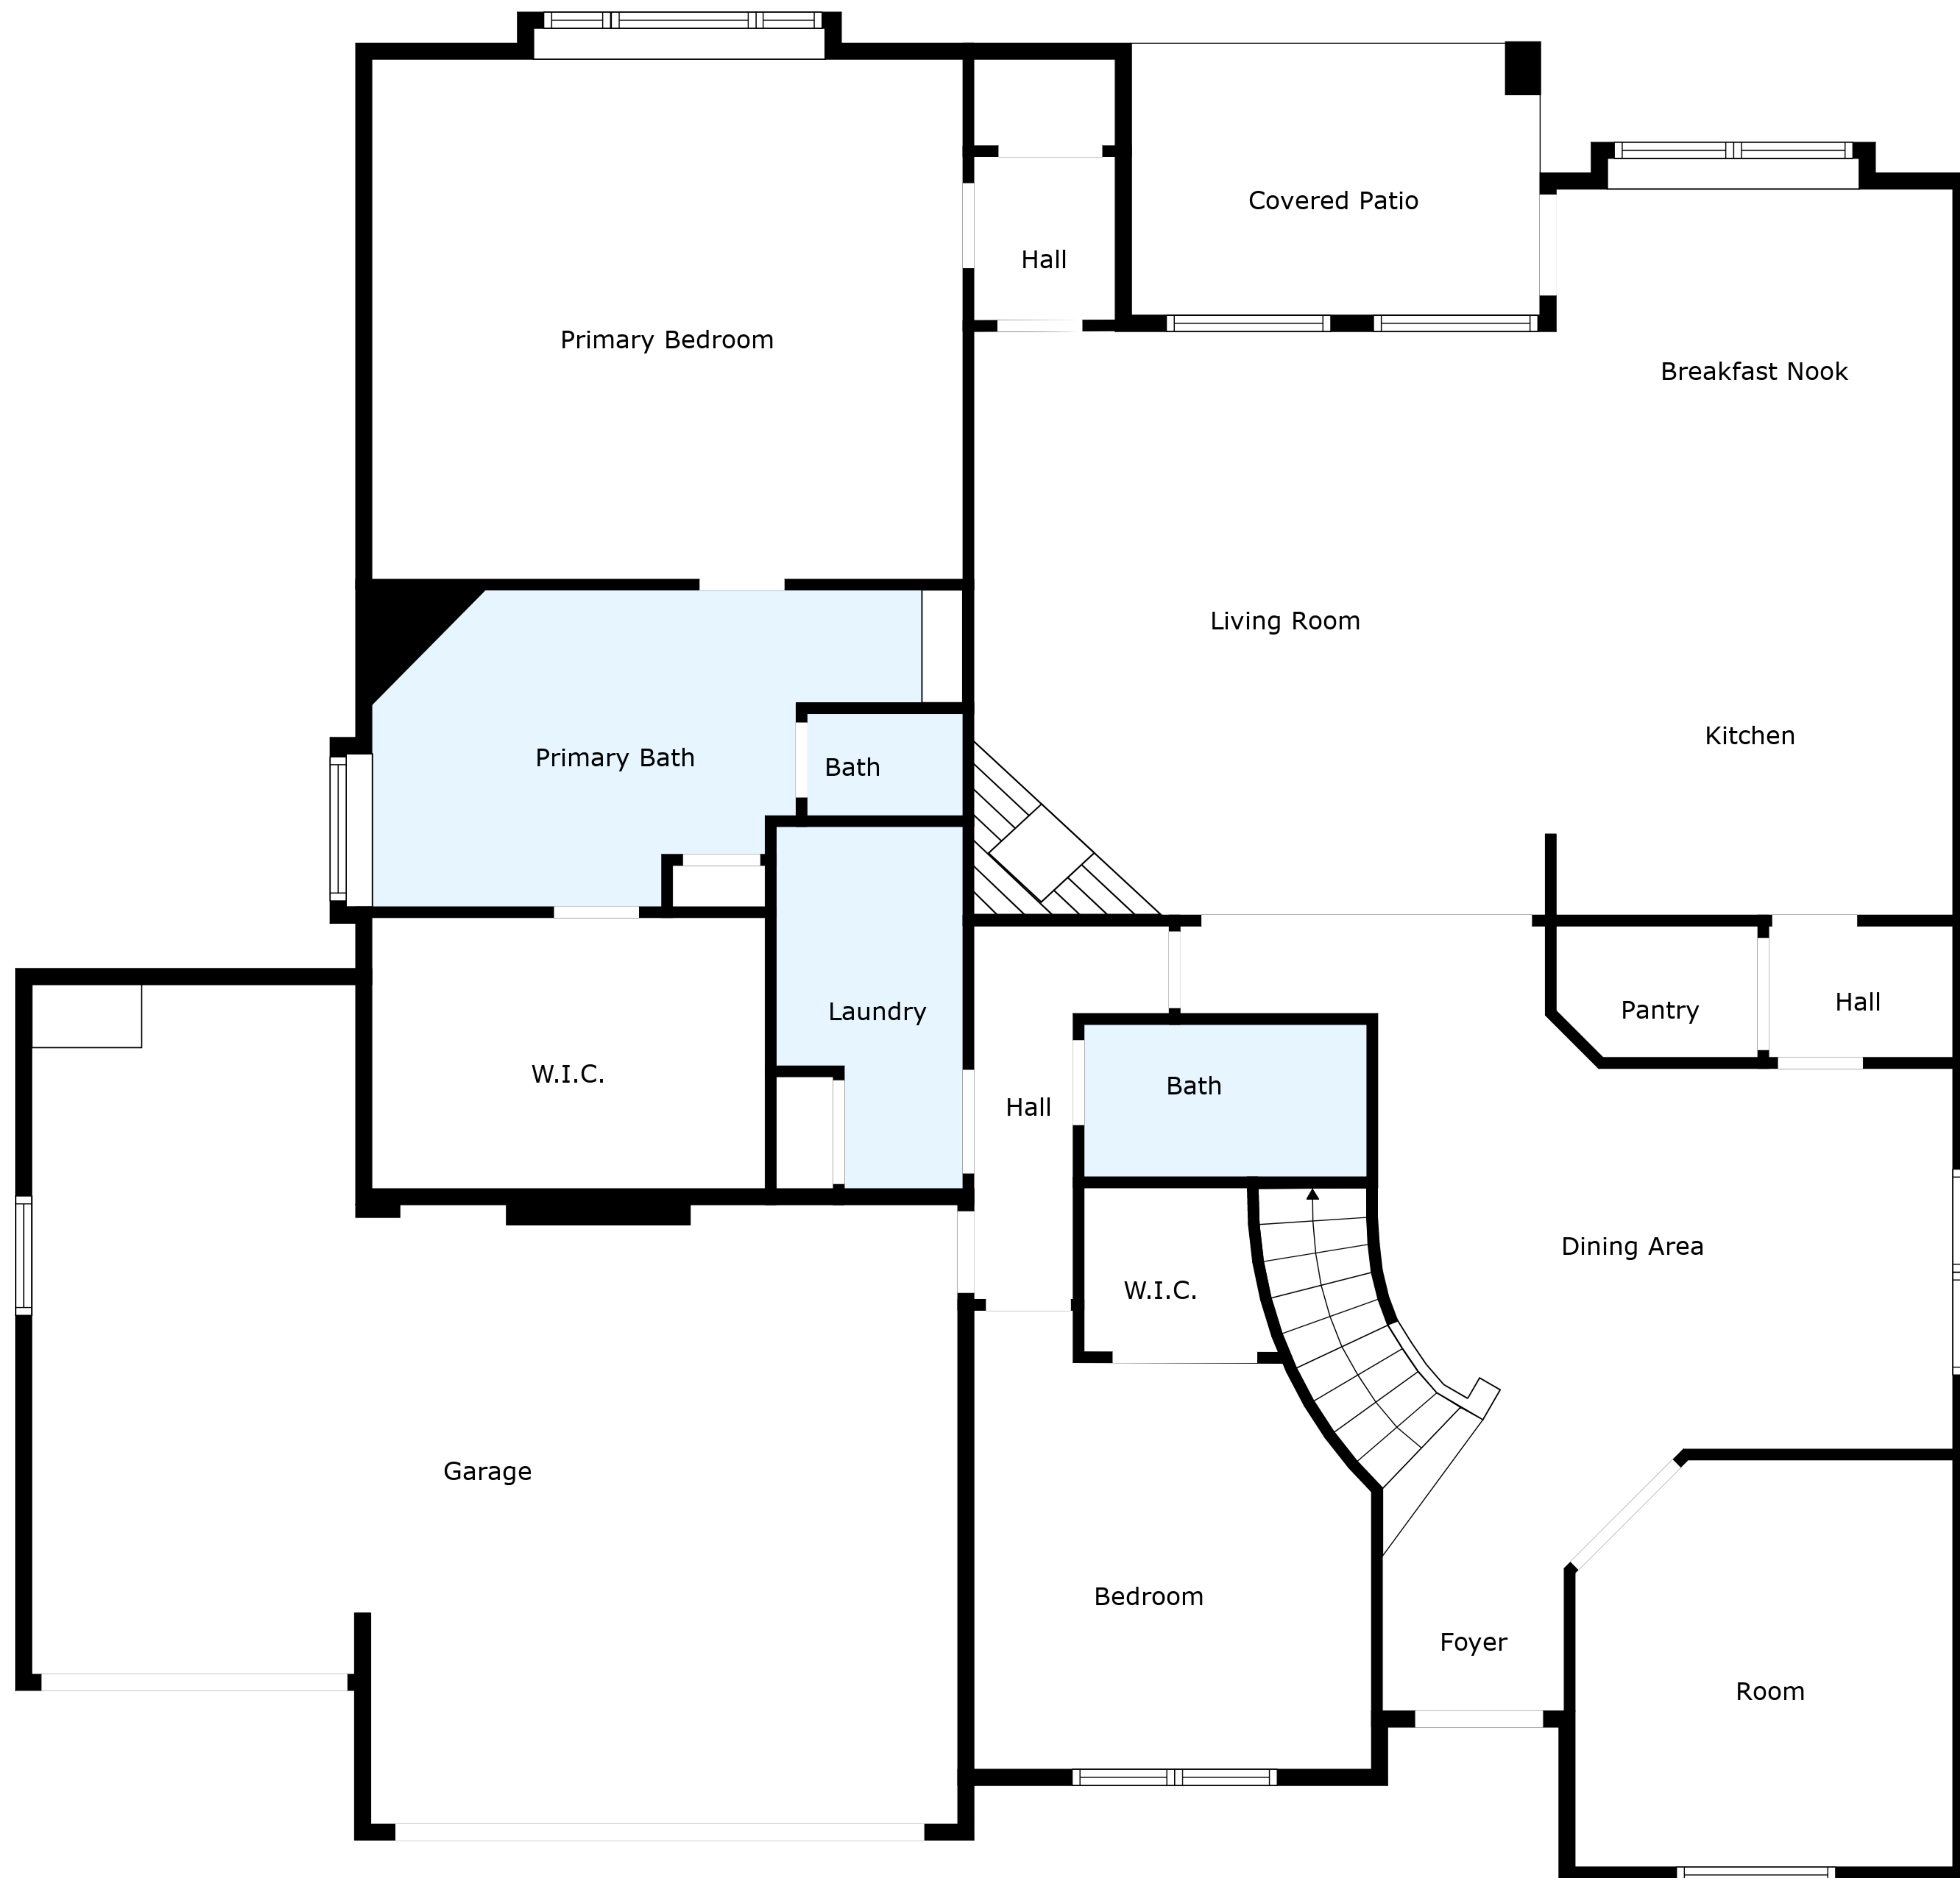 Covered Patio
Hall
Primary Bedroom
Breakfast Nook
Living Room
Kitchen
Primary Bath
Bath
Laundry
Pantry
Hall
W.I.C.
Bath
Hall
Dining Area
W.I.C.
Garage
Bedroom
Foyer
Room